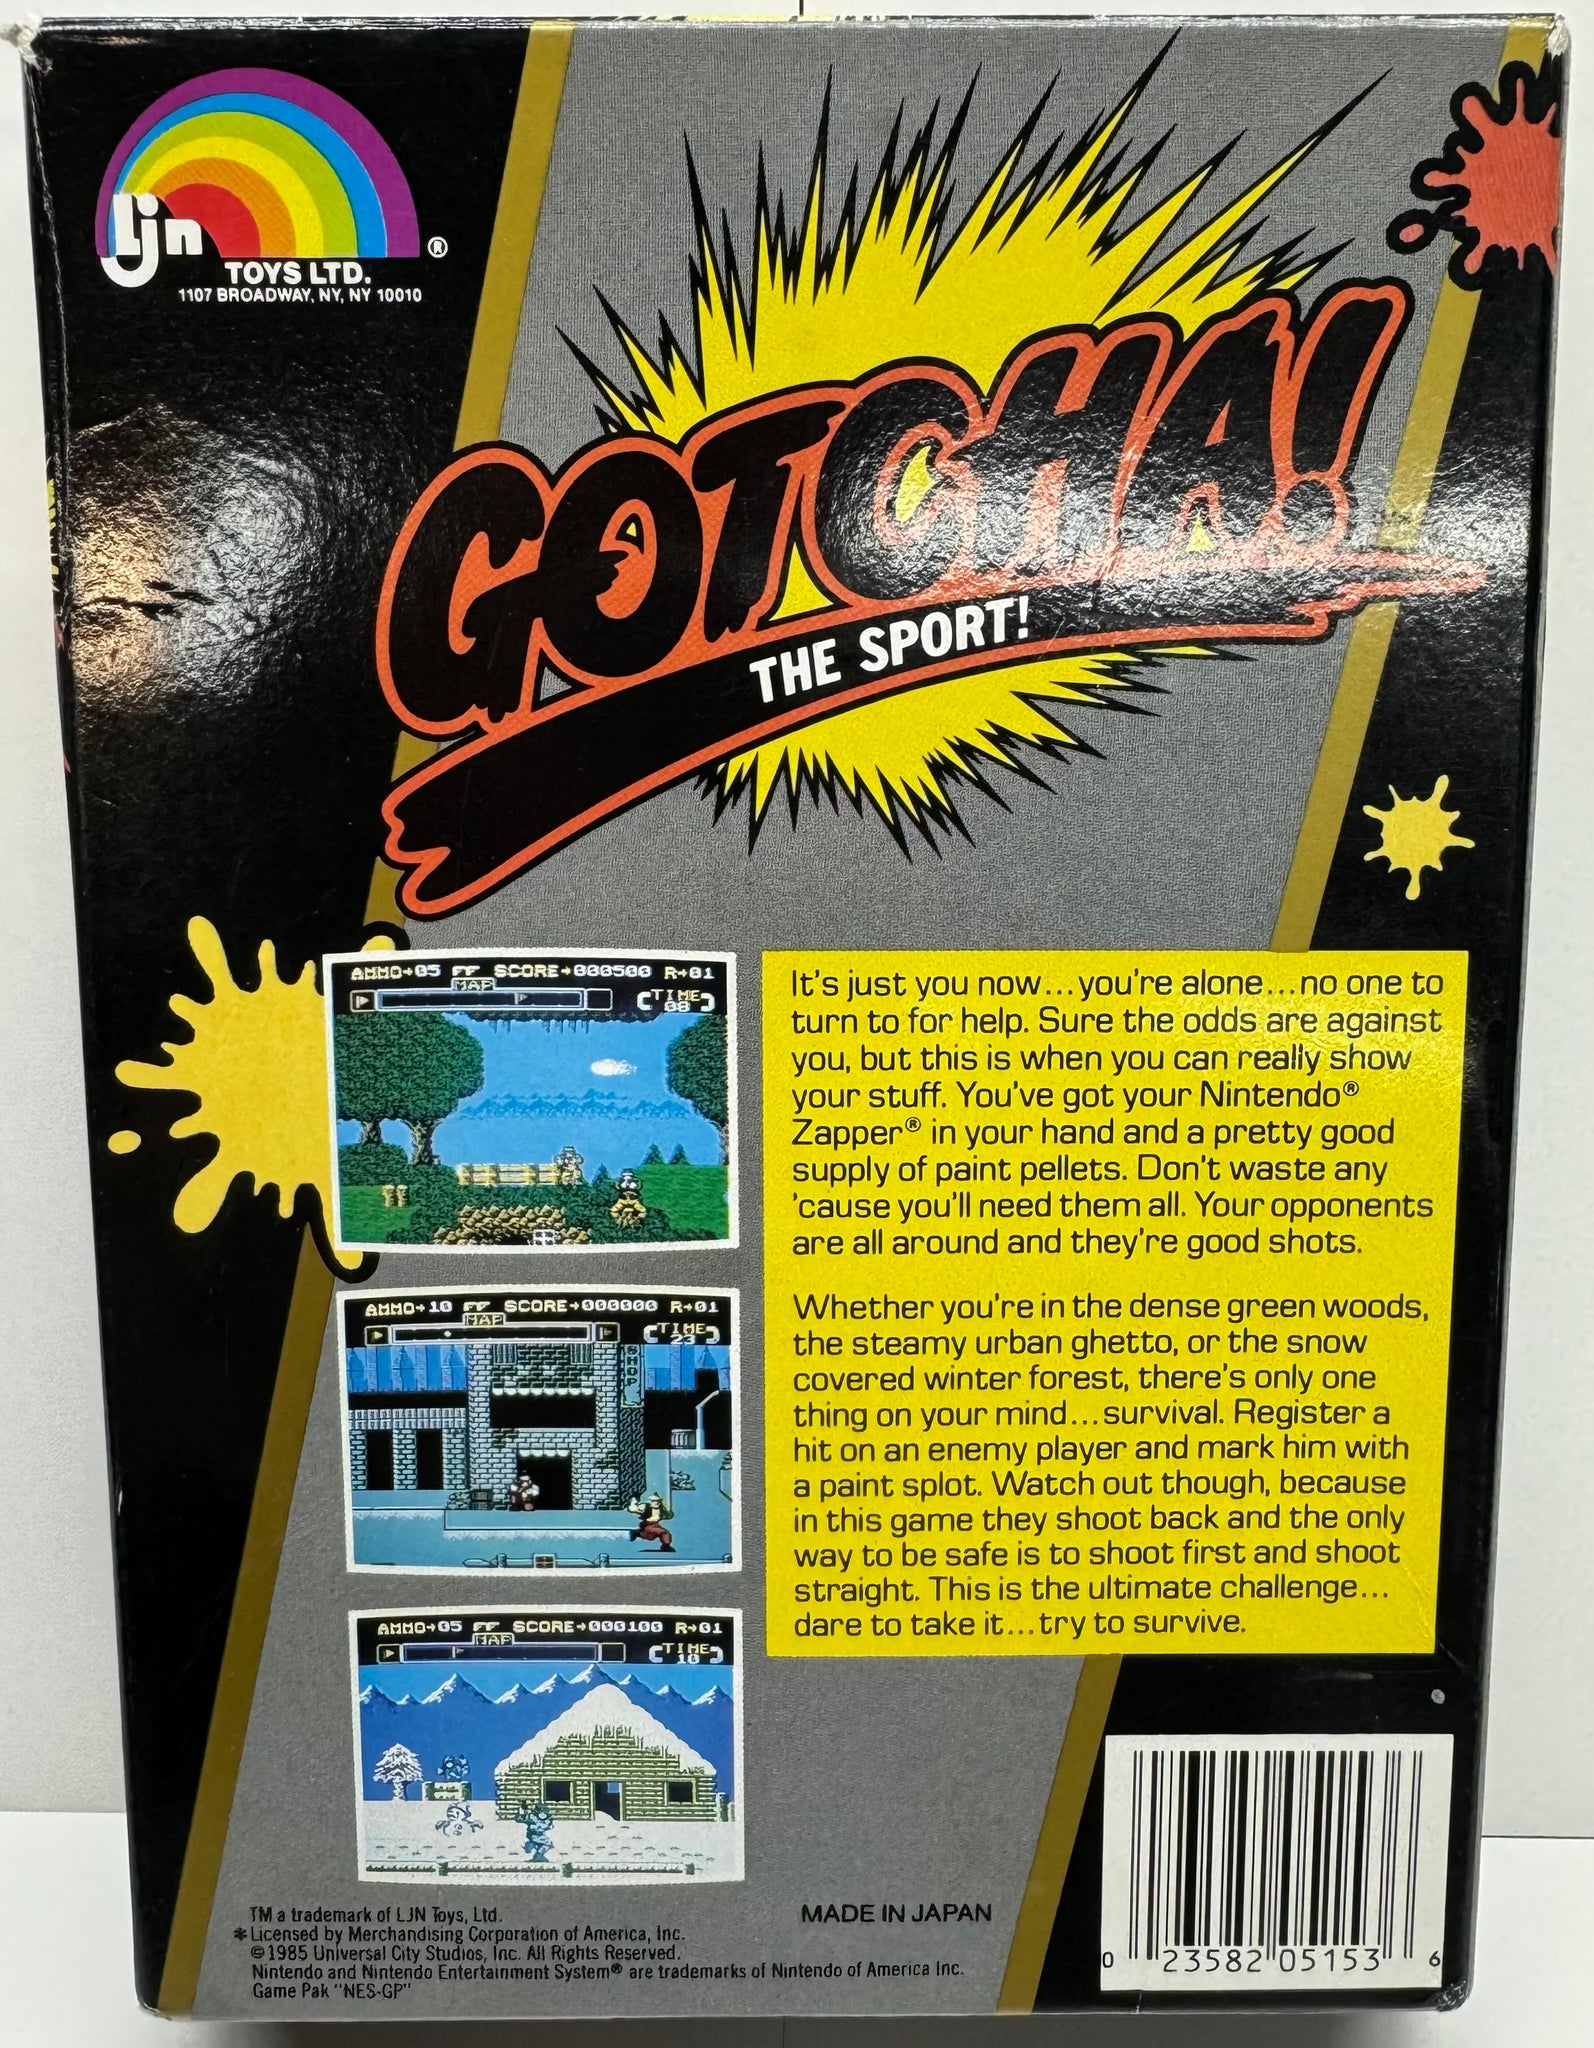 Ljn
®
TOYS LTD.
1107 BROADWAY, NY, NY 10010
GOTCHA!
THE SPORT!
AMMO→05 FF SCORE→000500 R→01
MAP
TIME
08
It's just you now...you're alone...no one to
turn to for help. Sure the odds are against
you, but this is when you can really show
your stuff. You've got your Nintendo®
Zapper® in your hand and a pretty good
supply of paint pellets. Don't waste any
'cause you'll need them all. Your opponents
are all around and they're good shots.
AMMO→10 FF SCORE→000000 R→01
MAP
TIME
23
SHOP
Whether you're in the dense green woods,
the steamy urban ghetto, or the snow
covered winter forest, there's only one
thing on your mind...survival. Register a
hit on an enemy player and mark him with
a paint splot. Watch out though, because
in this game they shoot back and the only
way to be safe is to shoot first and shoot
straight. This is the ultimate challenge...
dare to take it...try to survive.
AMMO→05 FF SCORE→000100 R→01
MAP
TIME
10
TM a trademark of LJN Toys, Ltd.
*Licensed by Merchandising Corporation of America, Inc.
©1985 Universal City Studios, Inc. All Rights Reserved.
Nintendo and Nintendo Entertainment System® are trademarks of Nintendo of America Inc.
Game Pak "NES-GP"
MADE IN JAPAN
0 23582 05153 6